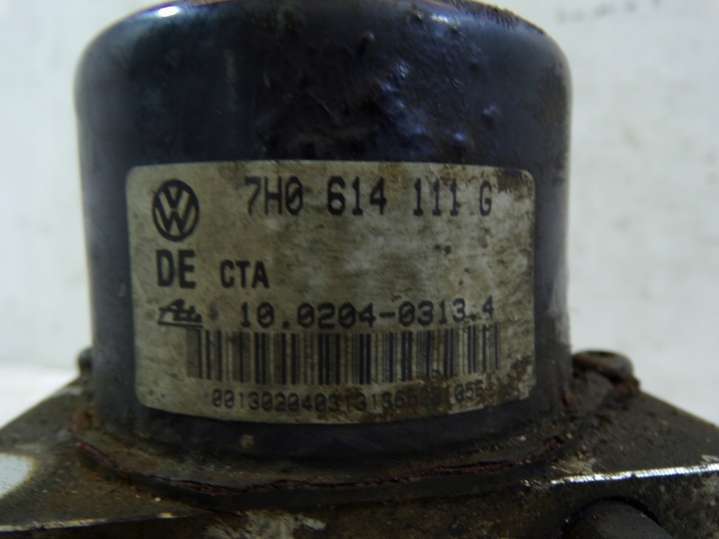 7H0 614 111 G
DE CTA
Ate 10.0204-0313.4